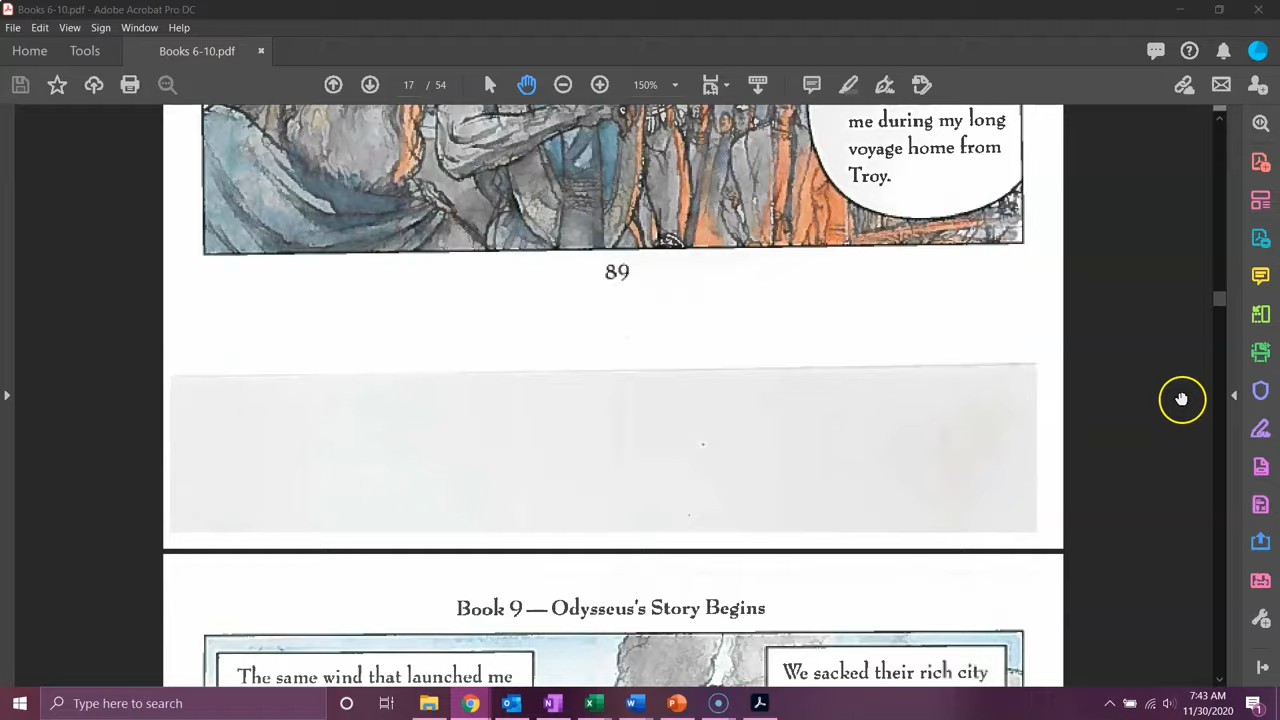 Books 6-10.pdf - Adobe Acrobat Pro DC
File Edit View Sign Window Help
Home Tools Books 6-10.pdf
17 / 54
150%
me during my long
voyage home from
Troy.
89
Book 9 — Odysseus's Story Begins
The same wind that launched me
We sacked their rich city
Type here to search
7:43 AM
11/30/2020
1